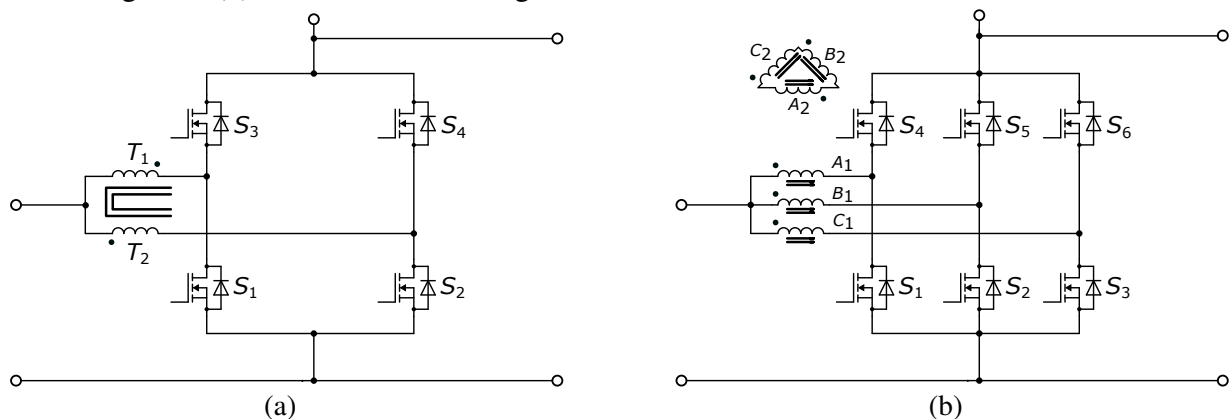 C₂ B₂
A₂
S₃ S₄
S₄ S₅ S₆
T₁
A₁
B₁
C₁
T₂
S₁ S₂
S₁ S₂ S₃
(a) (b)